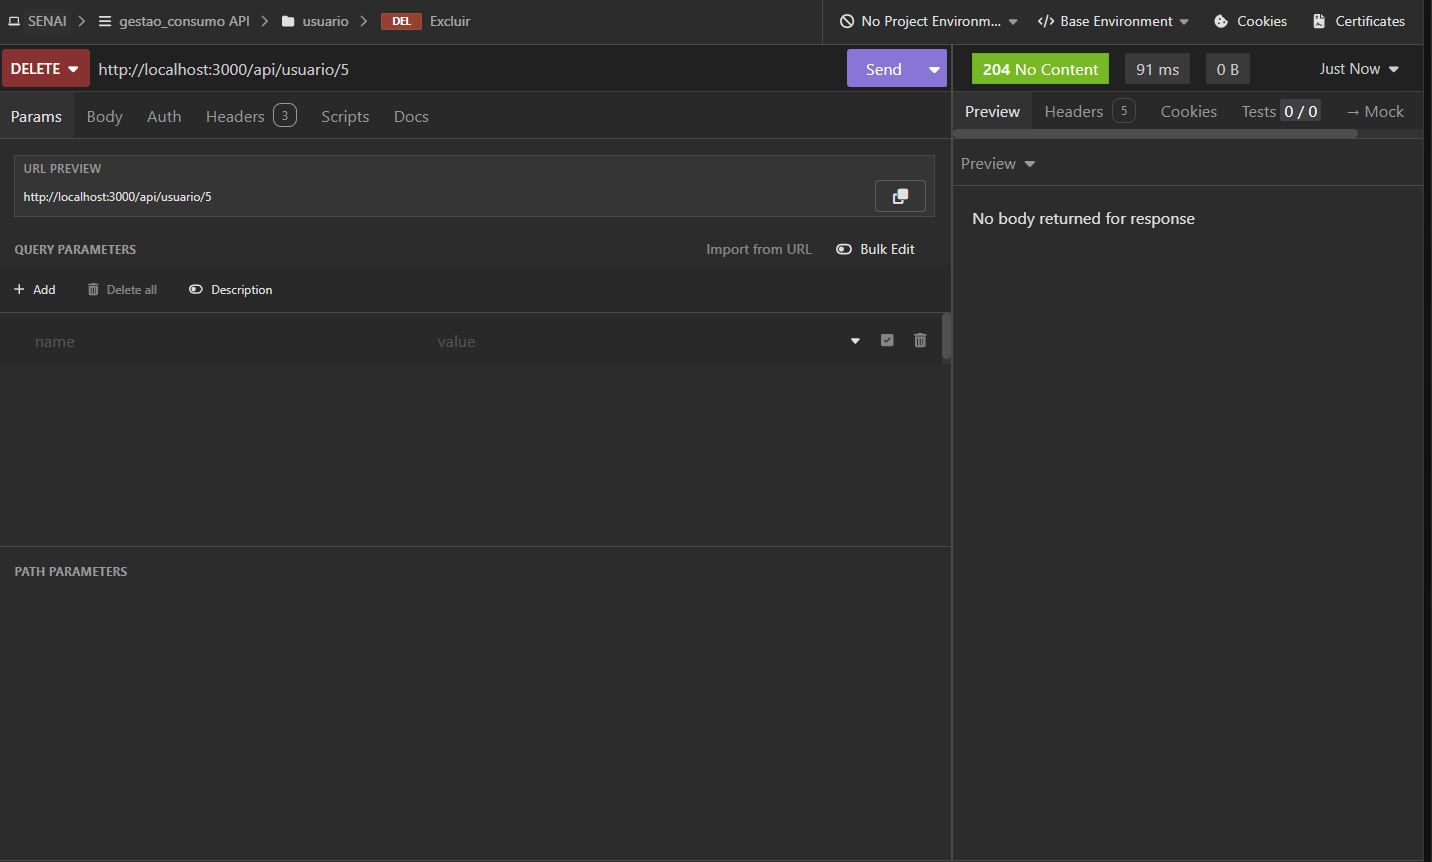 SENAI > gestao_consumo API > usuario > DEL Excluir
No Project Environm... Base Environment Cookies Certificates
DELETE http://localhost:3000/api/usuario/5 Send
204 No Content 91 ms 0 B Just Now
Params Body Auth Headers 3 Scripts Docs
Preview Headers 5 Cookies Tests 0 / 0 → Mock
URL PREVIEW
http://localhost:3000/api/usuario/5
Preview
No body returned for response
QUERY PARAMETERS Import from URL Bulk Edit
+ Add Delete all Description
name value
PATH PARAMETERS